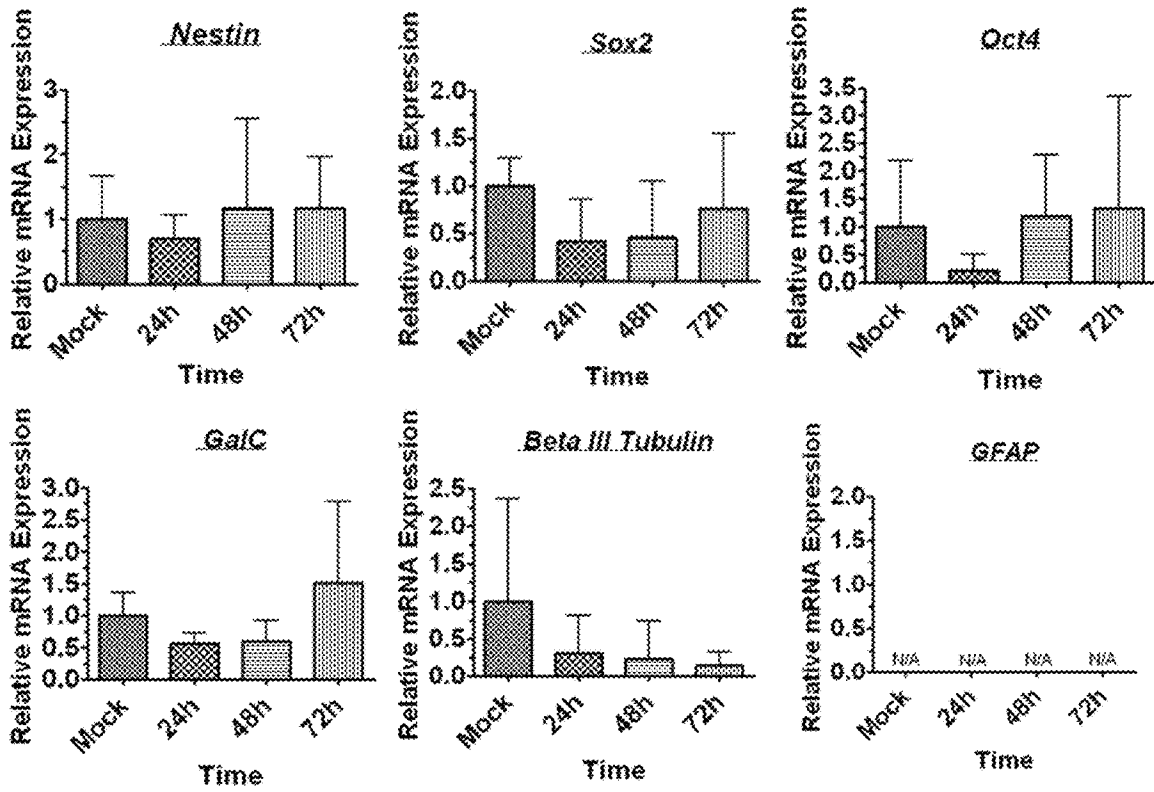 Nestin
Relative mRNA Expression
3
2
1
0
Mock
24h
48h
72h
Time
Sox2
Relative mRNA Expression
2.0
1.5
1.0
0.5
0.0
Mock
24h
48h
72h
Time
Oct4
Relative mRNA Expression
3.5
3.0
2.5
2.0
1.5
1.0
0.5
0.0
Mock
24h
48h
72h
Time
GalC
Relative mRNA Expression
3.0
2.5
2.0
1.5
1.0
0.5
0.0
Mock
24h
48h
72h
Time
Beta III Tubulin
Relative mRNA Expression
2.5
2.0
1.5
1.0
0.5
0.0
Mock
24h
48h
72h
Time
GFAP
Relative mRNA Expression
2.0
1.5
1.0
0.5
0.0
N/A
N/A
N/A
N/A
Mock
24h
48h
72h
Time